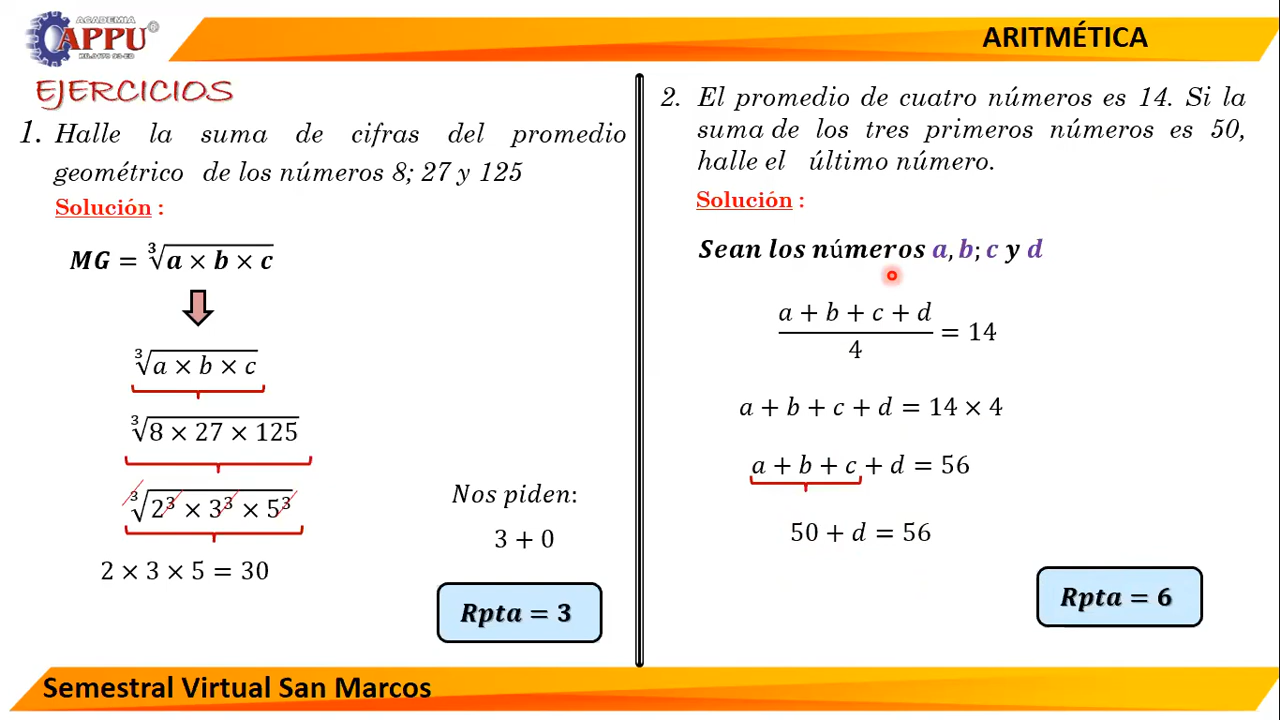 ACADEMIA
APPU
ARITMÉTICA
EJERCICIOS
1. Halle la suma de cifras del promedio
geométrico de los números 8; 27 y 125
Solución :
MG = ∛(a × b × c)
∛(a × b × c)
∛(8 × 27 × 125)
∛(2³ × 3³ × 5³)
2 × 3 × 5 = 30
Nos piden:
3 + 0
Rpta = 3
2. El promedio de cuatro números es 14. Si la
suma de los tres primeros números es 50,
halle el último número.
Solución :
Sean los números a, b; c y d
(a + b + c + d)/4 = 14
a + b + c + d = 14 × 4
a + b + c + d = 56
50 + d = 56
Rpta = 6
Semestral Virtual San Marcos